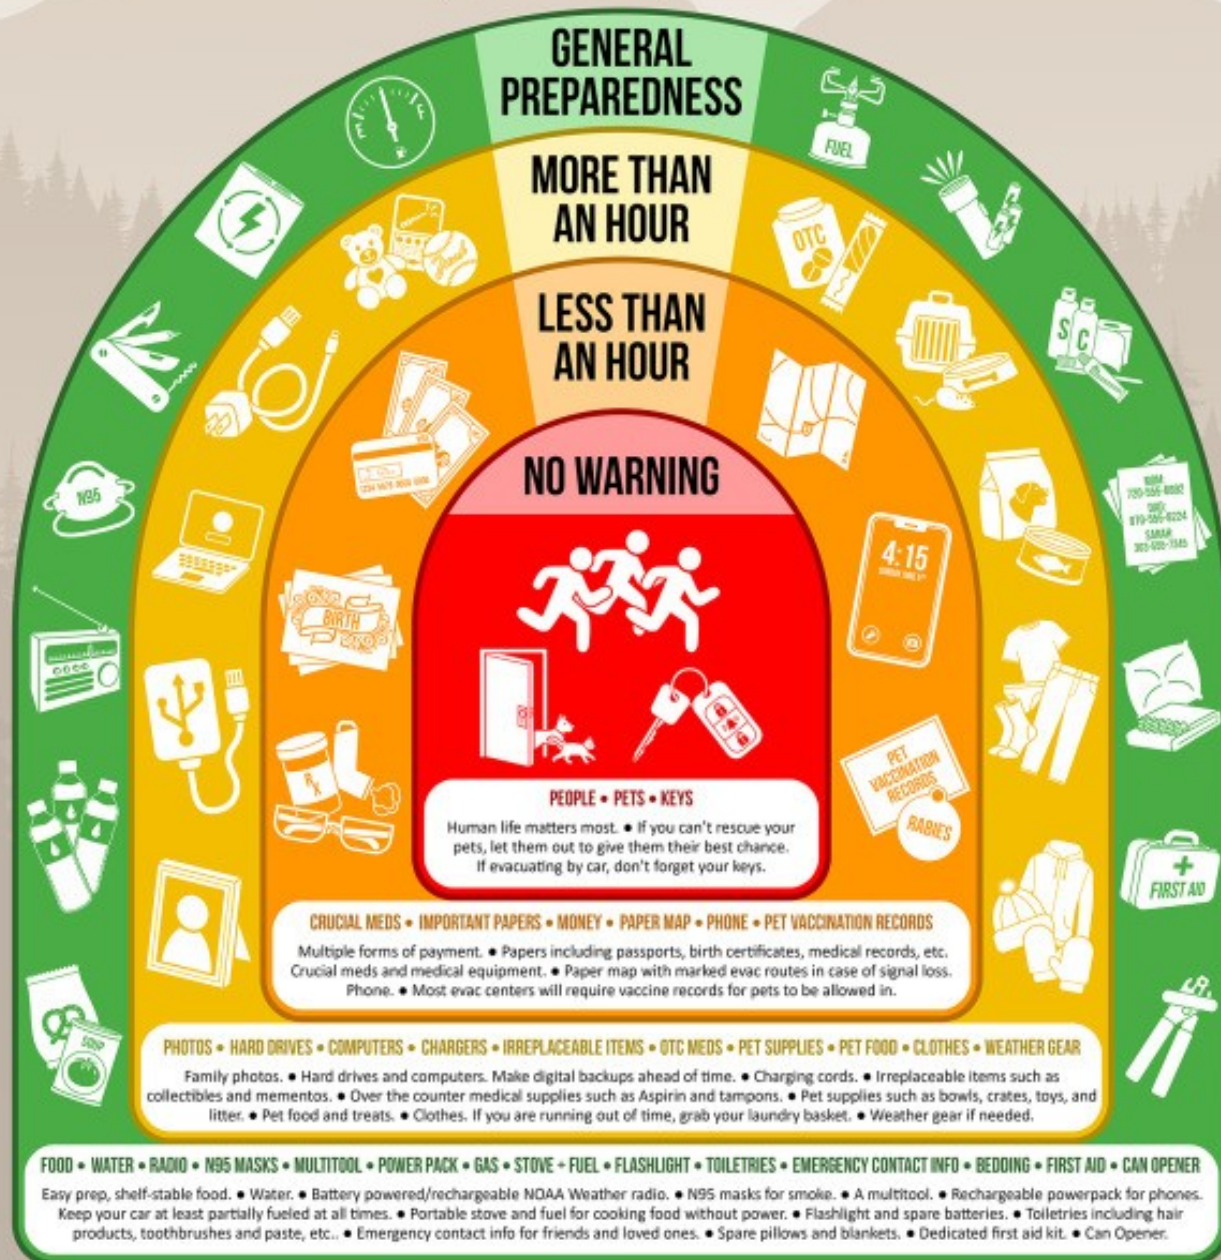 GENERAL
PREPAREDNESS
FUEL
MORE THAN
AN HOUR
OTC
LESS THAN
AN HOUR
S C
N95
NO WARNING
MOM:
DAD:
SARAH:
4:15
BIRTH
RX
PET
VACCINATION
RECORDS
RABIES
FIRST AID
SOUP
PEOPLE • PETS • KEYS
Human life matters most. • If you can't rescue your
pets, let them out to give them their best chance.
If evacuating by car, don't forget your keys.
CRUCIAL MEDS • IMPORTANT PAPERS • MONEY • PAPER MAP • PHONE • PET VACCINATION RECORDS
Multiple forms of payment. • Papers including passports, birth certificates, medical records, etc.
Crucial meds and medical equipment. • Paper map with marked evac routes in case of signal loss.
Phone. • Most evac centers will require vaccine records for pets to be allowed in.
PHOTOS • HARD DRIVES • COMPUTERS • CHARGERS • IRREPLACEABLE ITEMS • OTC MEDS • PET SUPPLIES • PET FOOD • CLOTHES • WEATHER GEAR
Family photos. • Hard drives and computers. Make digital backups ahead of time. • Charging cords. • Irreplaceable items such as
collectibles and mementos. • Over the counter medical supplies such as Aspirin and tampons. • Pet supplies such as bowls, crates, toys, and
litter. • Pet food and treats. • Clothes. If you are running out of time, grab your laundry basket. • Weather gear if needed.
FOOD • WATER • RADIO • N95 MASKS • MULTITOOL • POWER PACK • GAS • STOVE + FUEL • FLASHLIGHT • TOILETRIES • EMERGENCY CONTACT INFO • BEDDING • FIRST AID • CAN OPENER
Easy prep, shelf-stable food. • Water. • Battery powered/rechargeable NOAA Weather radio. • N95 masks for smoke. • A multitool. • Rechargeable powerpack for phones.
Keep your car at least partially fueled at all times. • Portable stove and fuel for cooking food without power. • Flashlight and spare batteries. • Toiletries including hair
products, toothbrushes and paste, etc.. • Emergency contact info for friends and loved ones. • Spare pillows and blankets. • Dedicated first aid kit. • Can Opener.